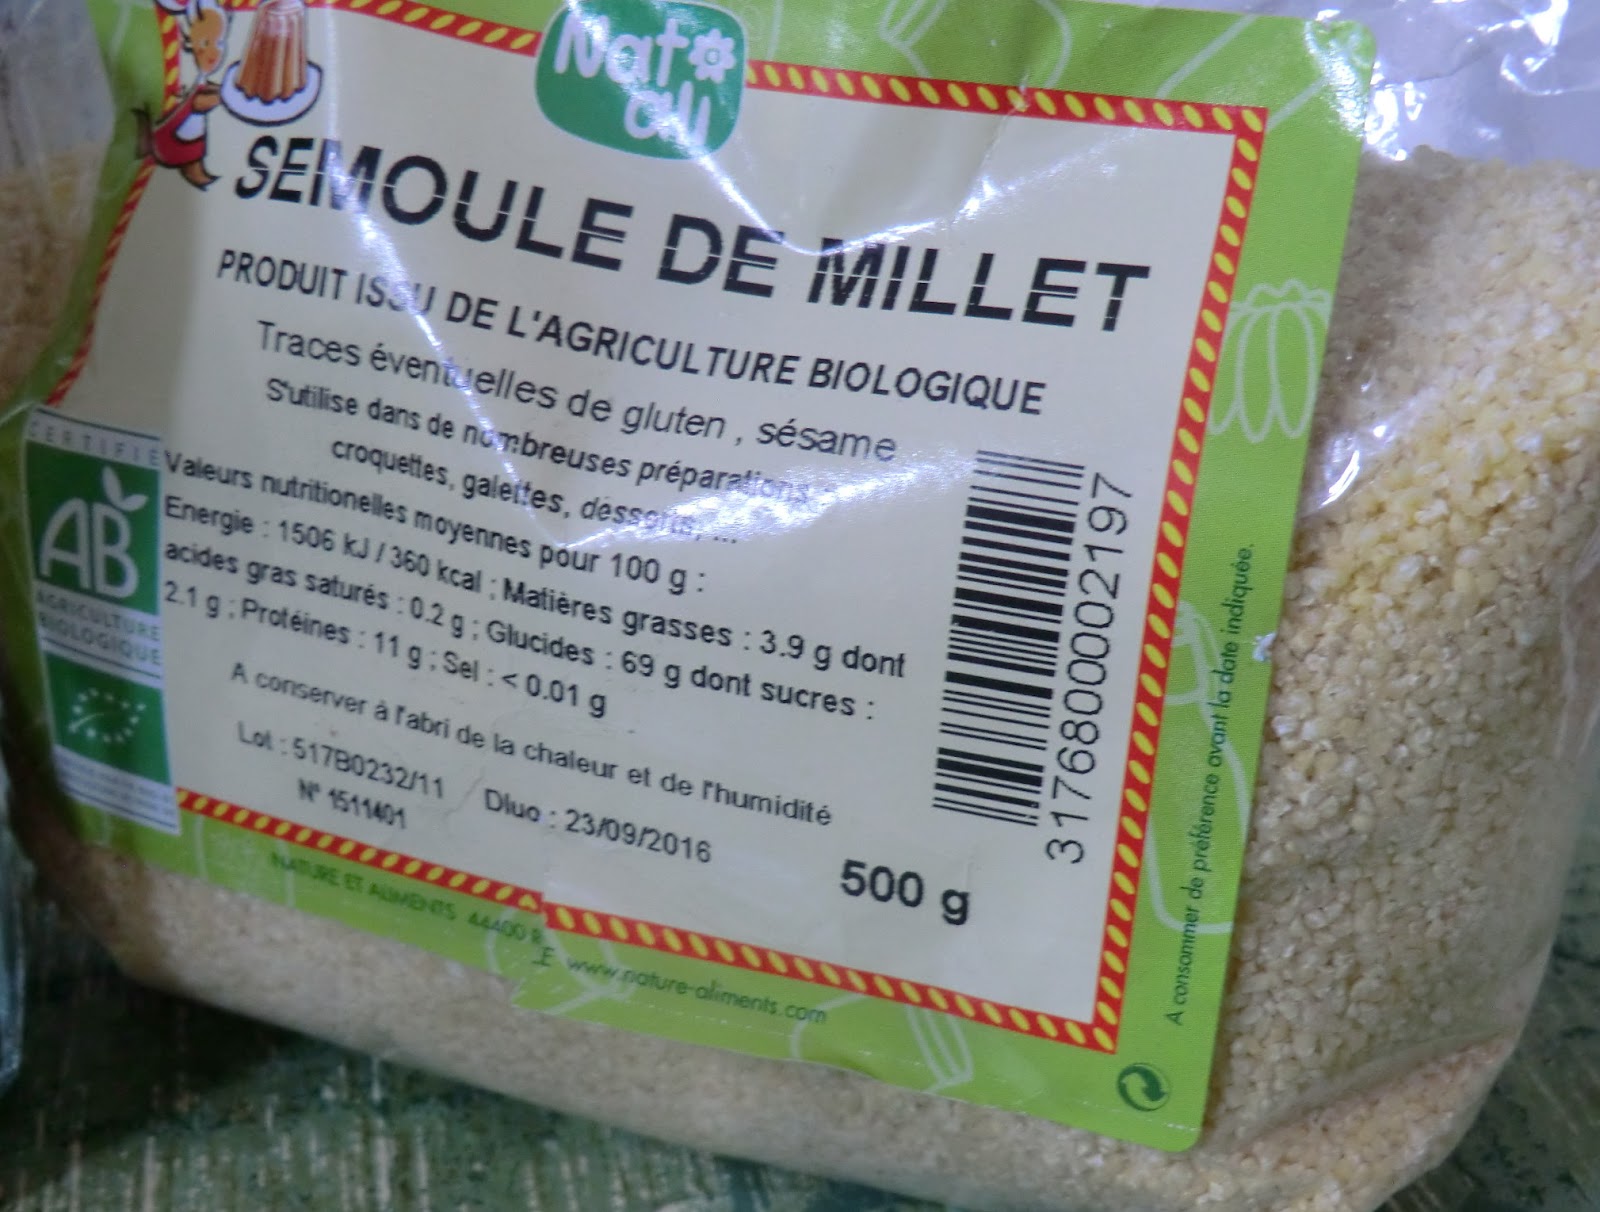 Nat
ali
SEMOULE DE MILLET
PRODUIT ISSU DE L'AGRICULTURE BIOLOGIQUE
Traces éventuelles de gluten , sésame
S'utilise dans de nombreuses préparations :
croquettes, galettes, desserts, ...
Valeurs nutritionelles moyennes pour 100 g :
Energie : 1506 kJ / 360 kcal ; Matières grasses : 3.9 g dont
acides gras saturés : 0.2 g ; Glucides : 69 g dont sucres :
2.1 g ; Protéines : 11 g ; Sel : < 0.01 g
A conserver à l'abri de la chaleur et de l'humidité
Lot : 517B0232/11 Dluo : 23/09/2016
N° 1511401
500 g
3176800002197
A consommer de préférence avant la date indiquée.
CERTIFIÉ
AB
AGRICULTURE
BIOLOGIQUE
NATURE ET ALIMENTS 44400 R
E www.nature-aliments.com